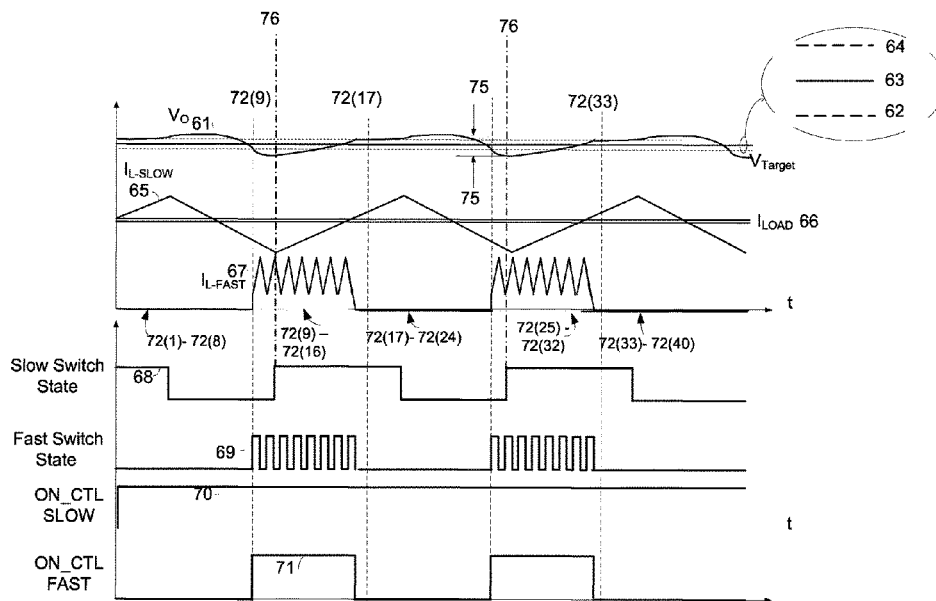 76
76
64
63
62
72(9)
72(17)
75
72(33)
VO 61
VTarget
75
IL-SLOW
65
ILOAD 66
67
IL-FAST
t
72(1)- 72(8)
72(9) –
72(16)
72(17)- 72(24)
72(25) -
72(32)
72(33)- 72(40)
Slow Switch
State
68
Fast Switch
State
69
ON_CTL
SLOW
70
t
ON_CTL
FAST
71